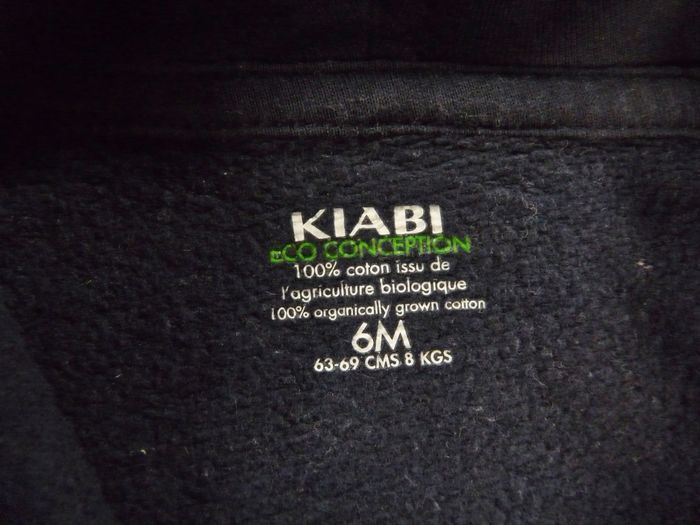 KIABI
ECO CONCEPTION
100% coton issu de
l'agriculture biologique
100% organically grown cotton
6M
63-69 CMS 8 KGS